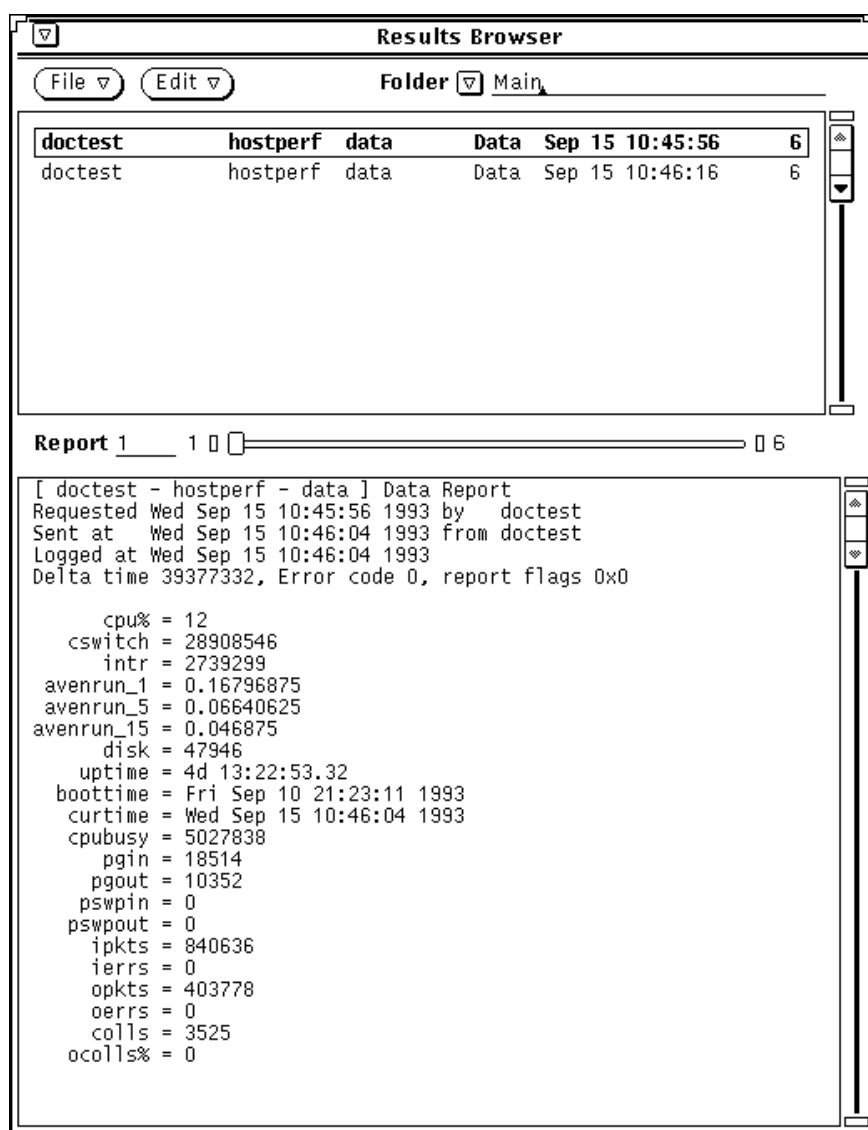 Results Browser
File Edit Folder Main
doctest hostperf data Data Sep 15 10:45:56 6
doctest hostperf data Data Sep 15 10:46:16 6
Report 1 1 6
[ doctest - hostperf - data ] Data Report
Requested Wed Sep 15 10:45:56 1993 by doctest
Sent at Wed Sep 15 10:46:04 1993 from doctest
Logged at Wed Sep 15 10:46:04 1993
Delta time 39377332, Error code 0, report flags 0x0
cpu% = 12
cswitch = 28908546
intr = 2739299
avenrun_1 = 0.16796875
avenrun_5 = 0.06640625
avenrun_15 = 0.046875
disk = 47946
uptime = 4d 13:22:53.32
boottime = Fri Sep 10 21:23:11 1993
curtime = Wed Sep 15 10:46:04 1993
cpubusy = 5027838
pgin = 18514
pgout = 10352
pswpin = 0
pswpout = 0
ipkts = 840636
ierrs = 0
opkts = 403778
oerrs = 0
colls = 3525
ocolls% = 0